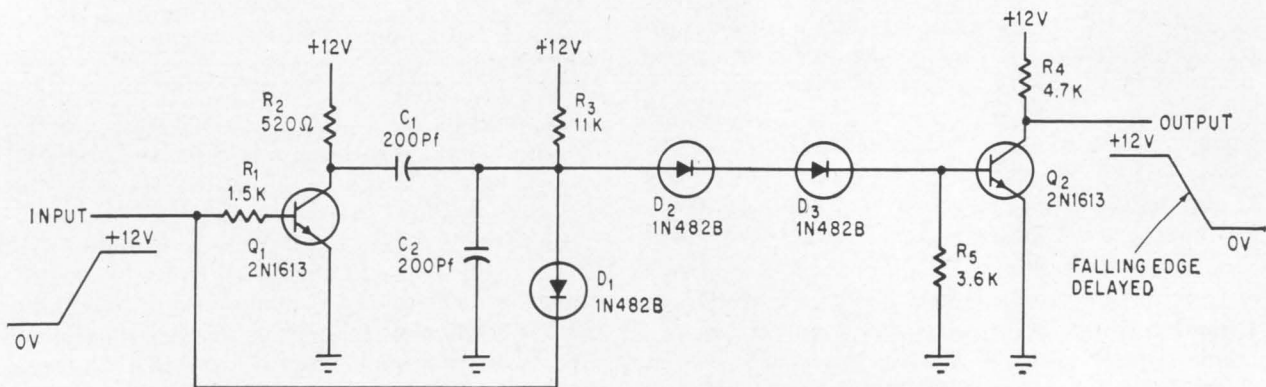 +12V
R2
520Ω
C1
200Pf
R1
1.5K
INPUT
+12V
0V
Q1
2N1613
C2
200Pf
+12V
R3
11K
D1
1N482B
D2
1N482B
D3
1N482B
R5
3.6K
+12V
R4
4.7K
OUTPUT
+12V
Q2
2N1613
0V
FALLING EDGE
DELAYED